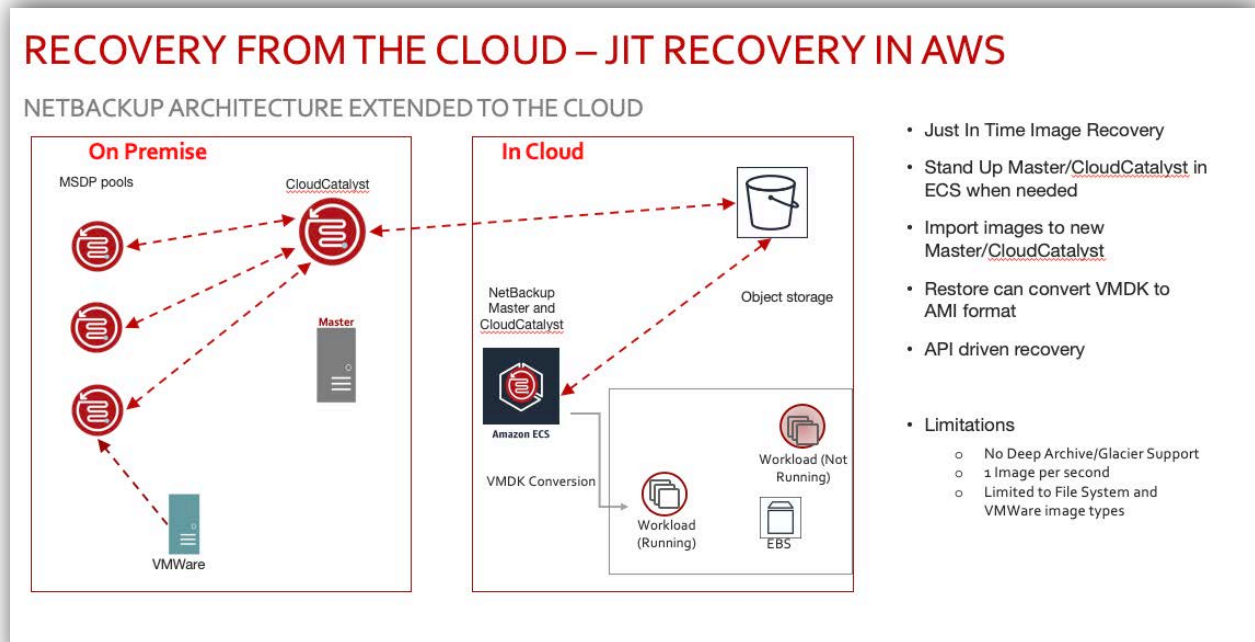 RECOVERY FROM THE CLOUD – JIT RECOVERY IN AWS
NETBACKUP ARCHITECTURE EXTENDED TO THE CLOUD
On Premise
MSDP pools
CloudCatalyst
Master
VMWare
In Cloud
Object storage
NetBackup
Master and
CloudCatalyst
Amazon ECS
VMDK Conversion
Workload (Not
Running)
Workload
(Running)
EBS
• Just In Time Image Recovery
• Stand Up Master/CloudCatalyst in
ECS when needed
• Import images to new
Master/CloudCatalyst
• Restore can convert VMDK to
AMI format
• API driven recovery
• Limitations
o No Deep Archive/Glacier Support
o 1 Image per second
o Limited to File System and
VMWare image types